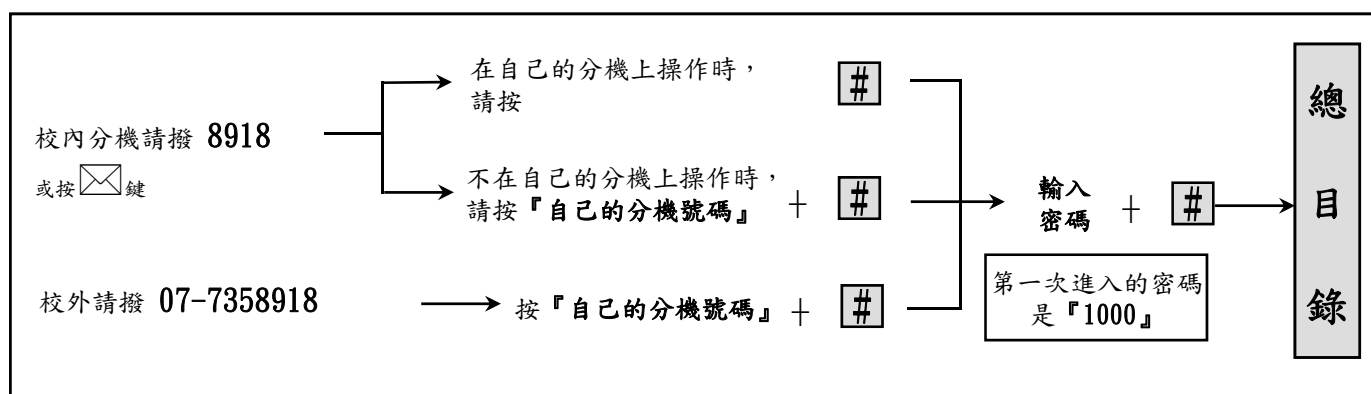 校內分機請撥 8918
或按鍵
在自己的分機上操作時，
請按 #
不在自己的分機上操作時，
請按『自己的分機號碼』 + #
校外請撥 07-7358918
按『自己的分機號碼』 + #
輸入
密碼 + #
第一次進入的密碼
是『1000』
總
目
錄